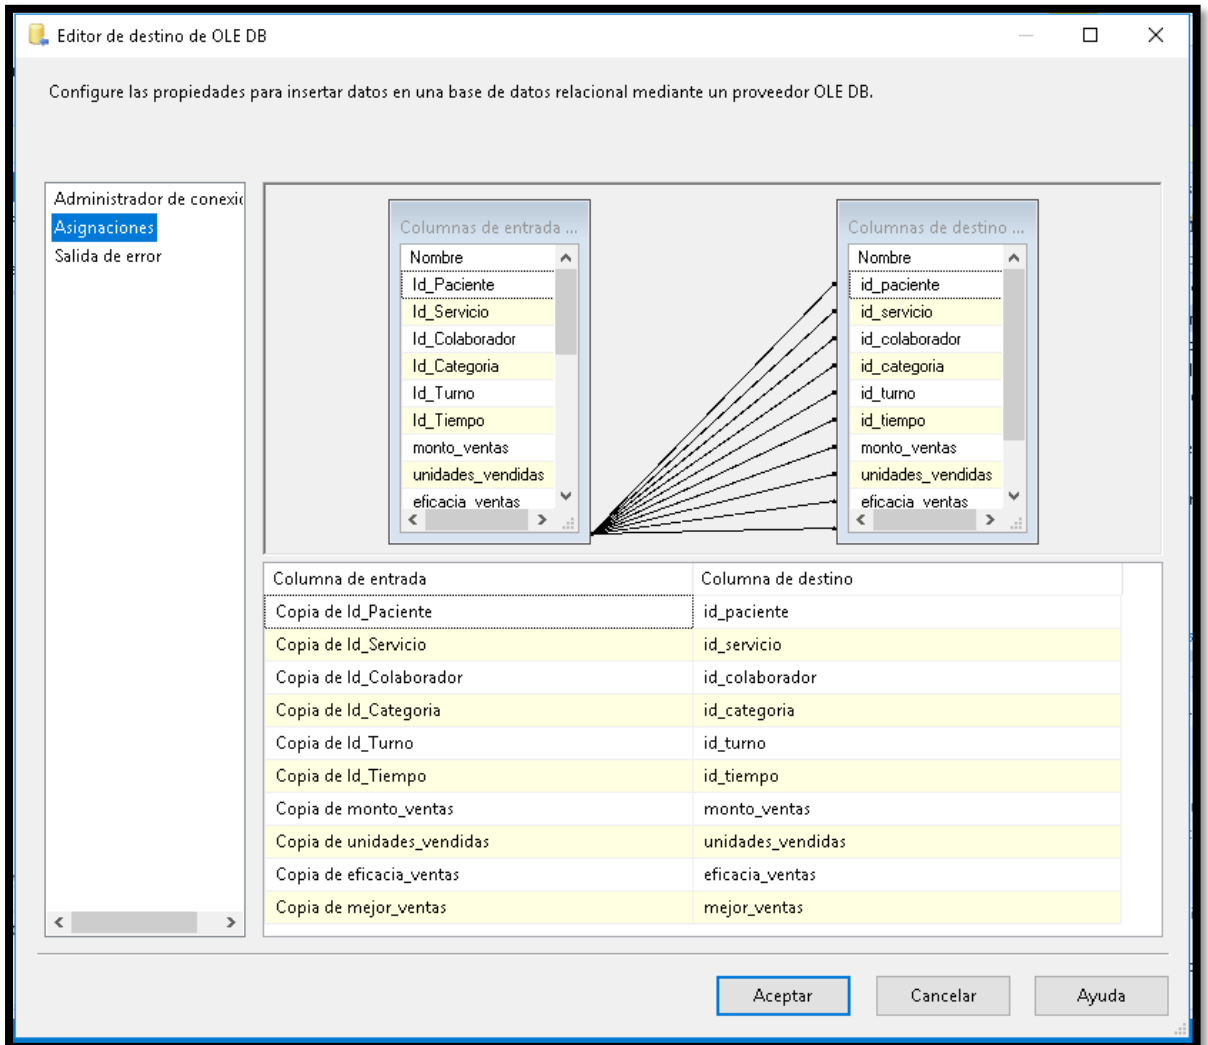 Editor de destino de OLE DB
Configure las propiedades para insertar datos en una base de datos relacional mediante un proveedor OLE DB.
Administrador de conexi
Asignaciones
Salida de error
Columnas de entrada ...
Nombre
Id_Paciente
Id_Servicio
Id_Colaborador
Id_Categoria
Id_Turno
Id_Tiempo
monto_ventas
unidades_vendidas
eficacia_ventas
Columnas de destino ...
Nombre
id_paciente
id_servicio
id_colaborador
id_categoria
id_turno
id_tiempo
monto_ventas
unidades_vendidas
eficacia_ventas
Columna de entrada Columna de destino
Copia de Id_Paciente id_paciente
Copia de Id_Servicio id_servicio
Copia de Id_Colaborador id_colaborador
Copia de Id_Categoria id_categoria
Copia de Id_Turno id_turno
Copia de Id_Tiempo id_tiempo
Copia de monto_ventas monto_ventas
Copia de unidades_vendidas unidades_vendidas
Copia de eficacia_ventas eficacia_ventas
Copia de mejor_ventas mejor_ventas
Aceptar Cancelar Ayuda